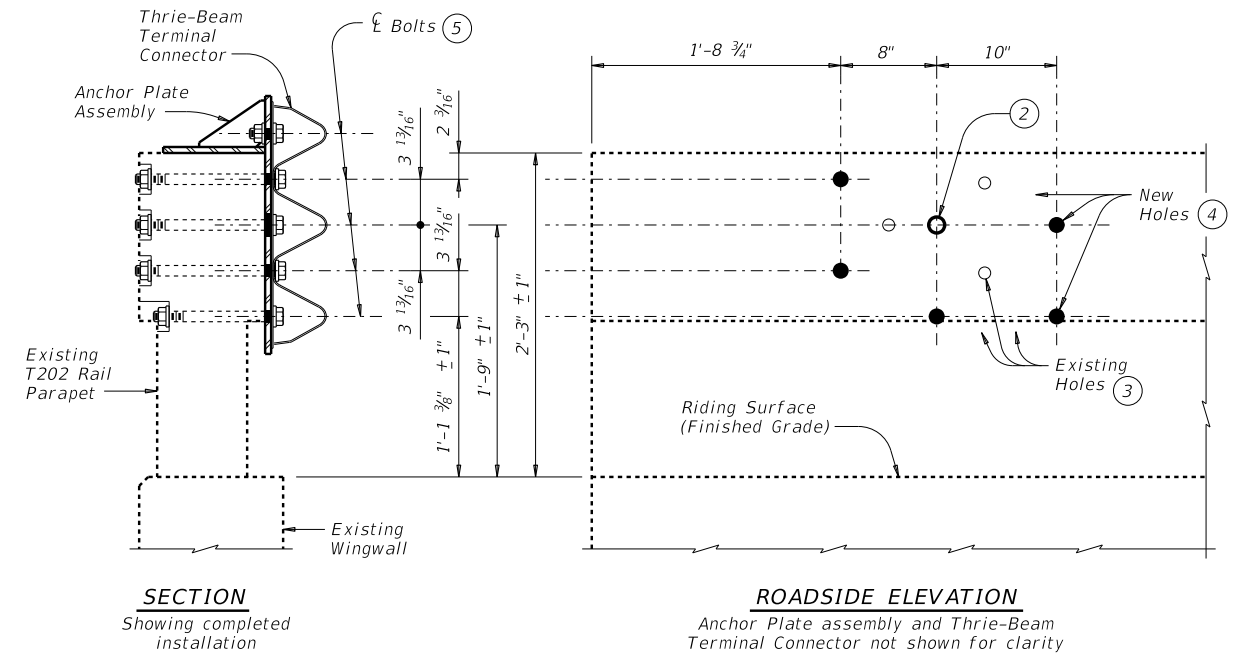 Thrie-Beam
Terminal
Connector
℄ Bolts 5
Anchor Plate
Assembly
2 3/16"
3 13/16"
3 13/16"
3 13/16"
1'-1 3/8" ±1"
1'-9" ±1"
2'-3" ±1"
Existing
T202 Rail
Parapet
Existing
Wingwall
SECTION
Showing completed
installation
1'-8 3/4"
8"
10"
2
New
Holes 4
Existing
Holes 3
Riding Surface
(Finished Grade)
ROADSIDE ELEVATION
Anchor Plate assembly and Thrie-Beam
Terminal Connector not shown for clarity